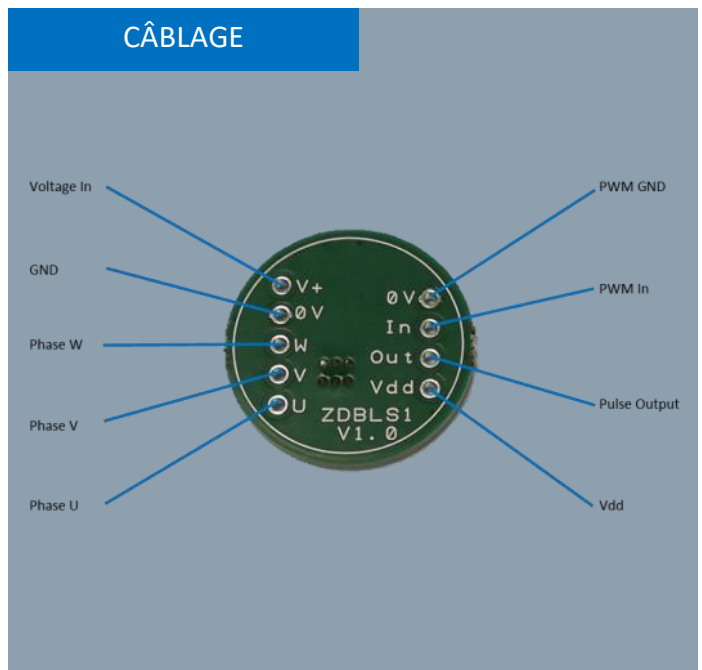 CÂBLAGE
Voltage In
GND
Phase W
Phase V
Phase U
V+
0V
W
V
U
0V
In
Out
Vdd
ZDBLS1
V1.0
PWM GND
PWM In
Pulse Output
Vdd